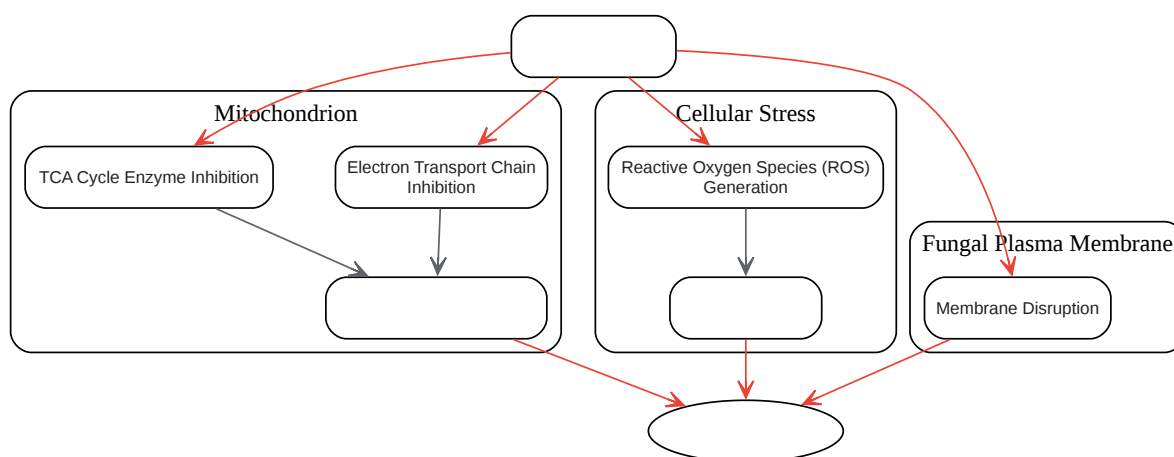 Mitochondrion
Cellular Stress
TCA Cycle Enzyme Inhibition
Electron Transport Chain
Inhibition
Reactive Oxygen Species (ROS)
Generation
Fungal Plasma Membrane
Membrane Disruption